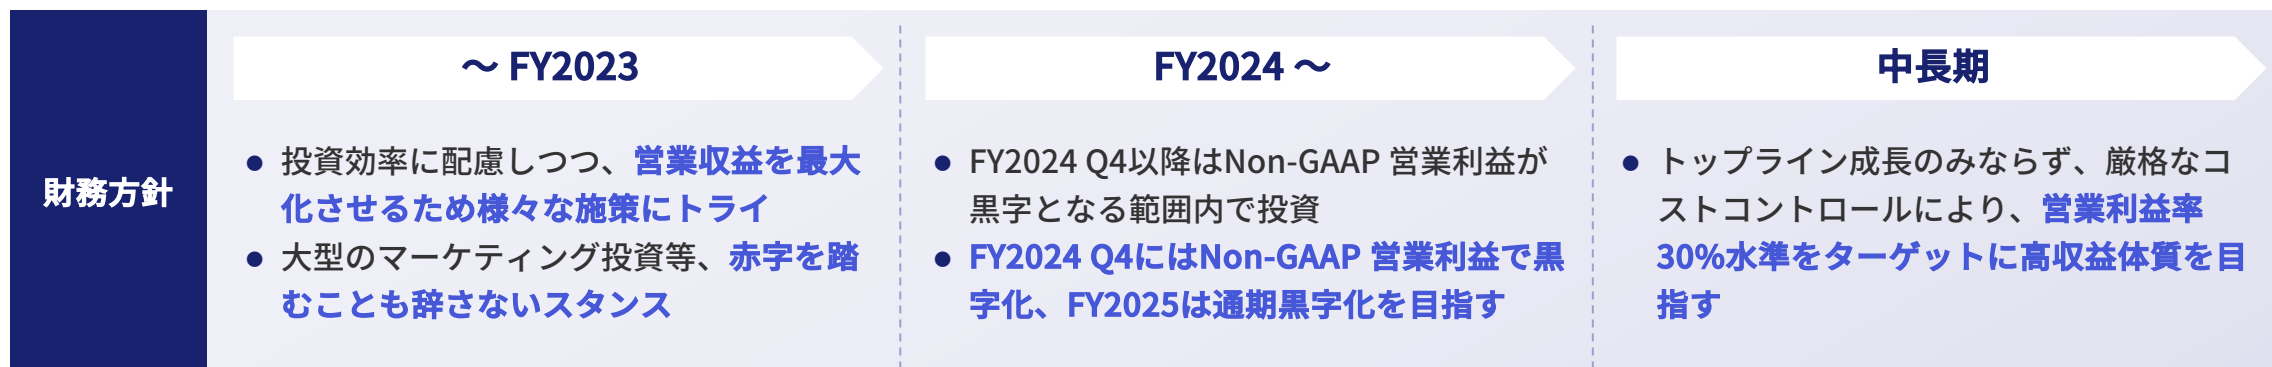 財務方針
～ FY2023
● 投資効率に配慮しつつ、営業収益を最大
化させるため様々な施策にトライ
● 大型のマーケティング投資等、赤字を踏
むことも辞さないスタンス
FY2024 ～
● FY2024 Q4以降はNon-GAAP 営業利益が
黒字となる範囲内で投資
● FY2024 Q4にはNon-GAAP 営業利益で黒
字化、FY2025は通期黒字化を目指す
中長期
● トップライン成長のみならず、厳格なコ
ストコントロールにより、営業利益率
30%水準をターゲットに高収益体質を目
指す